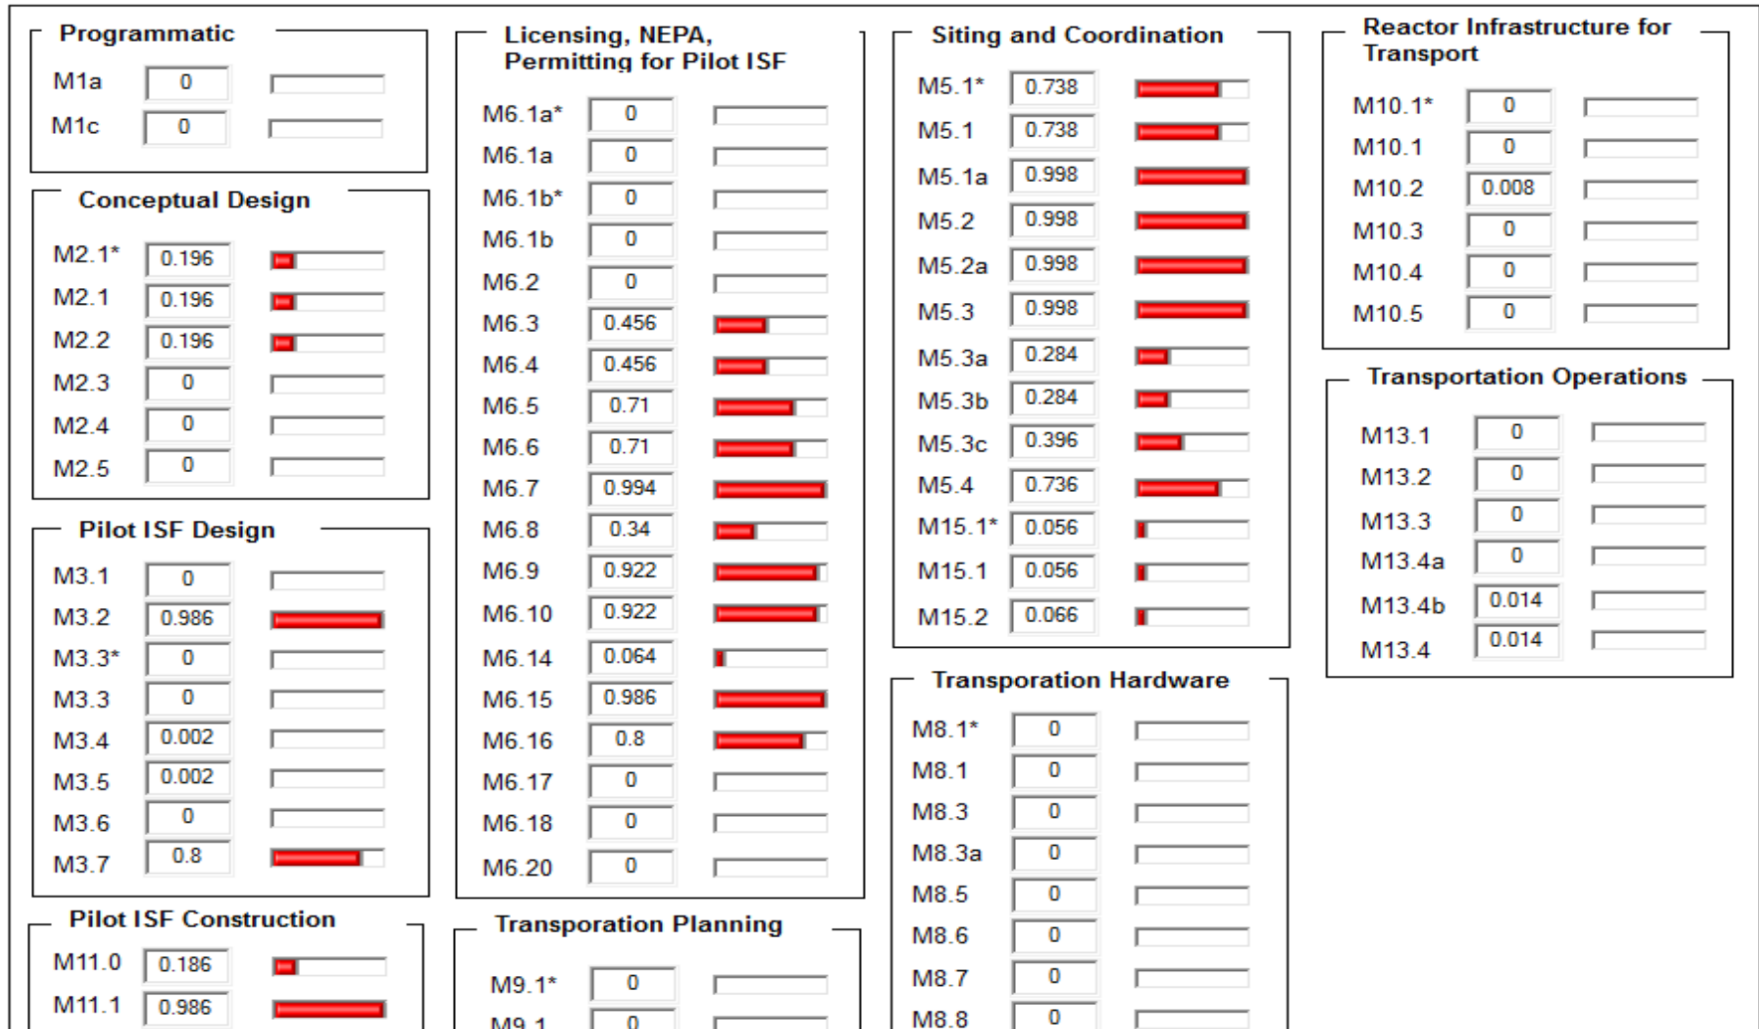 Programmatic
M1a 0
M1c 0
Conceptual Design
M2.1* 0.196
M2.1 0.196
M2.2 0.196
M2.3 0
M2.4 0
M2.5 0
Pilot ISF Design
M3.1 0
M3.2 0.986
M3.3* 0
M3.3 0
M3.4 0.002
M3.5 0.002
M3.6 0
M3.7 0.8
Pilot ISF Construction
M11.0 0.186
M11.1 0.986
Licensing, NEPA,
Permitting for Pilot ISF
M6.1a* 0
M6.1a 0
M6.1b* 0
M6.1b 0
M6.2 0
M6.3 0.456
M6.4 0.456
M6.5 0.71
M6.6 0.71
M6.7 0.994
M6.8 0.34
M6.9 0.922
M6.10 0.922
M6.14 0.064
M6.15 0.986
M6.16 0.8
M6.17 0
M6.18 0
M6.20 0
Transporation Planning
M9.1* 0
M9.1 0
Siting and Coordination
M5.1* 0.738
M5.1 0.738
M5.1a 0.998
M5.2 0.998
M5.2a 0.998
M5.3 0.998
M5.3a 0.284
M5.3b 0.284
M5.3c 0.396
M5.4 0.736
M15.1* 0.056
M15.1 0.056
M15.2 0.066
Transporation Hardware
M8.1* 0
M8.1 0
M8.3 0
M8.3a 0
M8.5 0
M8.6 0
M8.7 0
M8.8 0
Reactor Infrastructure for
Transport
M10.1* 0
M10.1 0
M10.2 0.008
M10.3 0
M10.4 0
M10.5 0
Transportation Operations
M13.1 0
M13.2 0
M13.3 0
M13.4a 0
M13.4b 0.014
M13.4 0.014